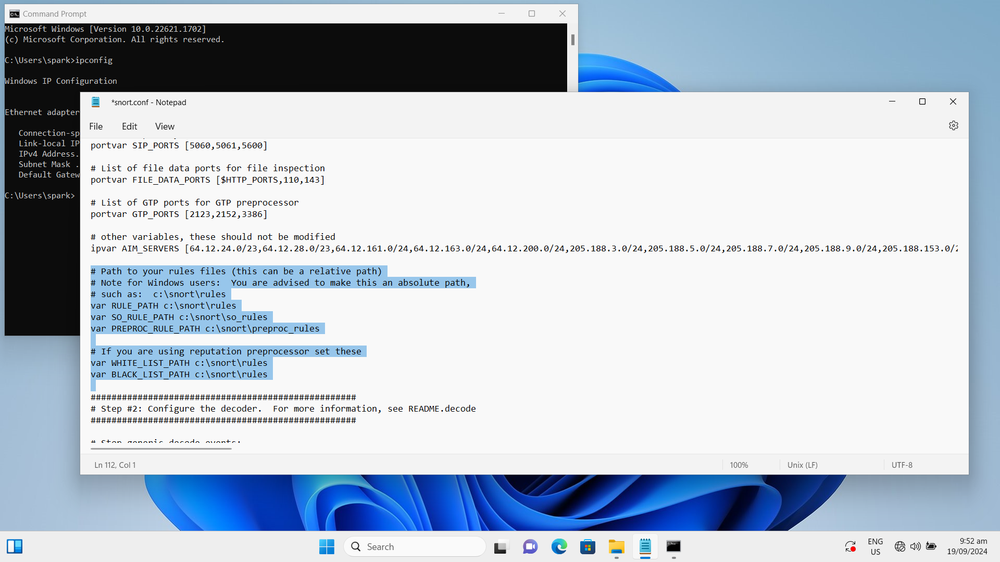 Command Prompt
Microsoft Windows [Version 10.0.22621.1702]
(c) Microsoft Corporation. All rights reserved.
C:\Users\spark>ipconfig
Windows IP Configuration
Ethernet adapter
Connection-sp
Link-local IP
IPv4 Address.
Subnet Mask .
Default Gatew
C:\Users\spark>
*snort.conf - Notepad
File Edit View
portvar SIP_PORTS [5060,5061,5600]
# List of file data ports for file inspection
portvar FILE_DATA_PORTS [$HTTP_PORTS,110,143]
# List of GTP ports for GTP preprocessor
portvar GTP_PORTS [2123,2152,3386]
# other variables, these should not be modified
ipvar AIM_SERVERS [64.12.24.0/23,64.12.28.0/23,64.12.161.0/24,64.12.163.0/24,64.12.200.0/24,205.188.3.0/24,205.188.5.0/24,205.188.7.0/24,205.188.9.0/24,205.188.153.0/2
# Path to your rules files (this can be a relative path)
# Note for Windows users:  You are advised to make this an absolute path,
# such as:  c:\snort\rules
var RULE_PATH c:\snort\rules
var SO_RULE_PATH c:\snort\so_rules
var PREPROC_RULE_PATH c:\snort\preproc_rules
# If you are using reputation preprocessor set these
var WHITE_LIST_PATH c:\snort\rules
var BLACK_LIST_PATH c:\snort\rules
###################################################
# Step #2: Configure the decoder.  For more information, see README.decode
###################################################
# Stop generic decode events:
Ln 112, Col 1
100%
Unix (LF)
UTF-8
Search
ENG
US
9:52 am
19/09/2024